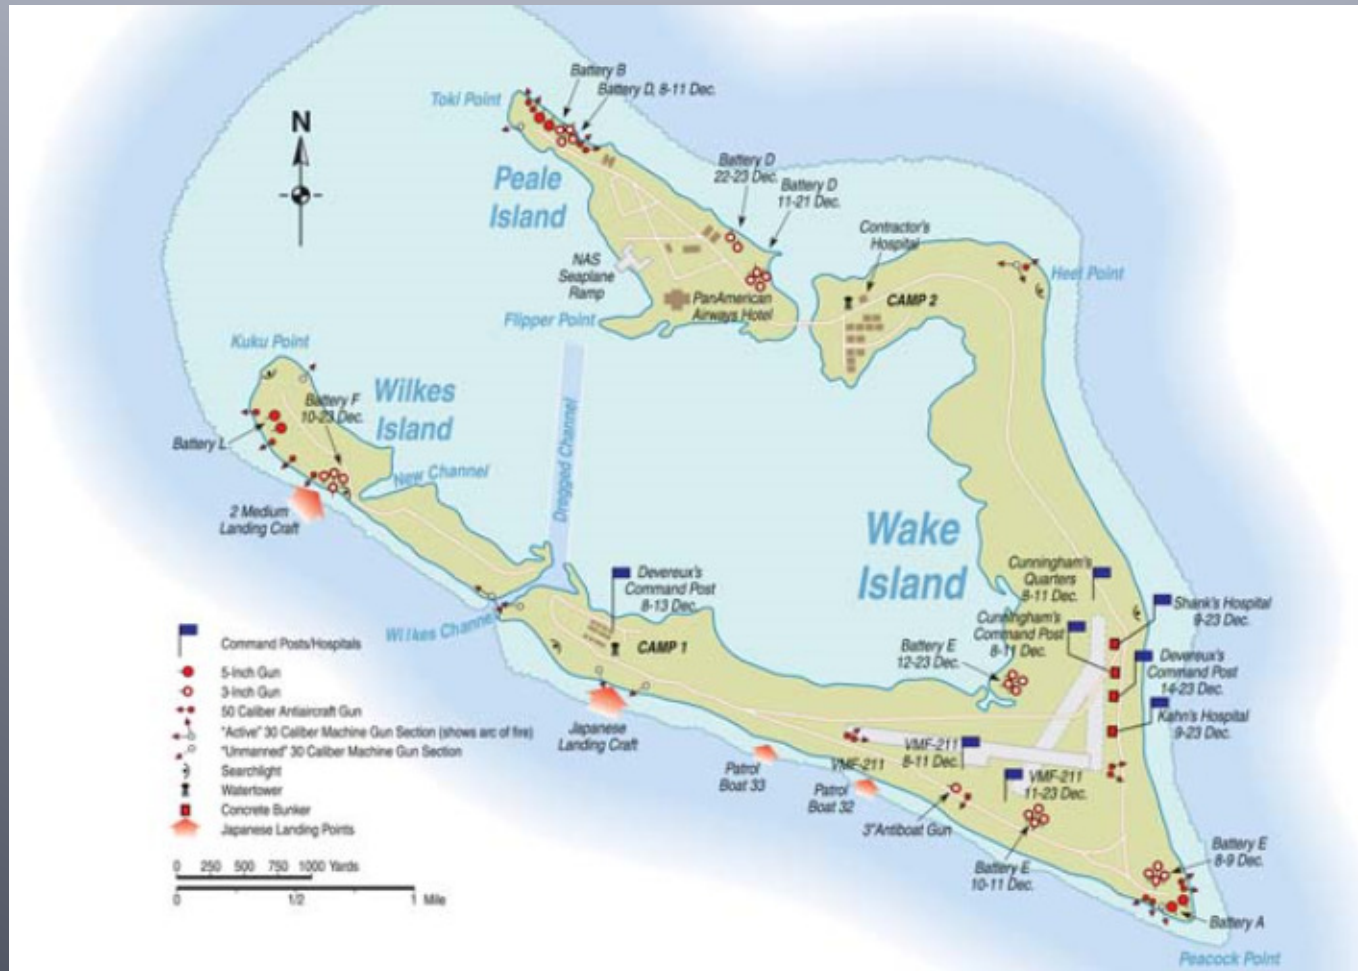 Battery B
Battery D, 8-11 Dec.
Toki Point
N
Peale
Island
Battery D
22-23 Dec.
Battery D
11-21 Dec.
Contractor's
Hospital
NAS
Seaplane
Ramp
Heel Point
PanAmerican
Airways Hotel
CAMP 2
Flipper Point
Kuku Point
Wilkes
Island
Battery F
10-23 Dec.
Battery L
New Channel
Dregged Channel
2 Medium
Landing Craft
Wake
Island
Cunningham's
Quarters
8-11 Dec.
Devereux's
Command Post
8-13 Dec.
Shank's Hospital
9-23 Dec.
Cunningham's
Command Post
8-11 Dec.
Wilkes Channel
CAMP 1
Battery E
12-23 Dec.
Devereux's
Command Post
14-23 Dec.
Kahn's Hospital
9-23 Dec.
Japanese
Landing Craft
VMF-211
8-11 Dec.
VMF-211
Patrol
Boat 33
Patrol
Boat 32
VMF-211
11-23 Dec.
3"Antiboat Gun
Battery E
10-11 Dec.
Battery E
8-9 Dec.
Battery A
Peacock Point
Command Posts/Hospitals
5-Inch Gun
3-Inch Gun
50 Caliber Antiaircraft Gun
"Active" 30 Caliber Machine Gun Section (shows arc of fire)
"Unmanned" 30 Caliber Machine Gun Section
Searchlight
Watertower
Concrete Bunker
Japanese Landing Points
0 250 500 750 1000 Yards
0 1/2 1 Mile